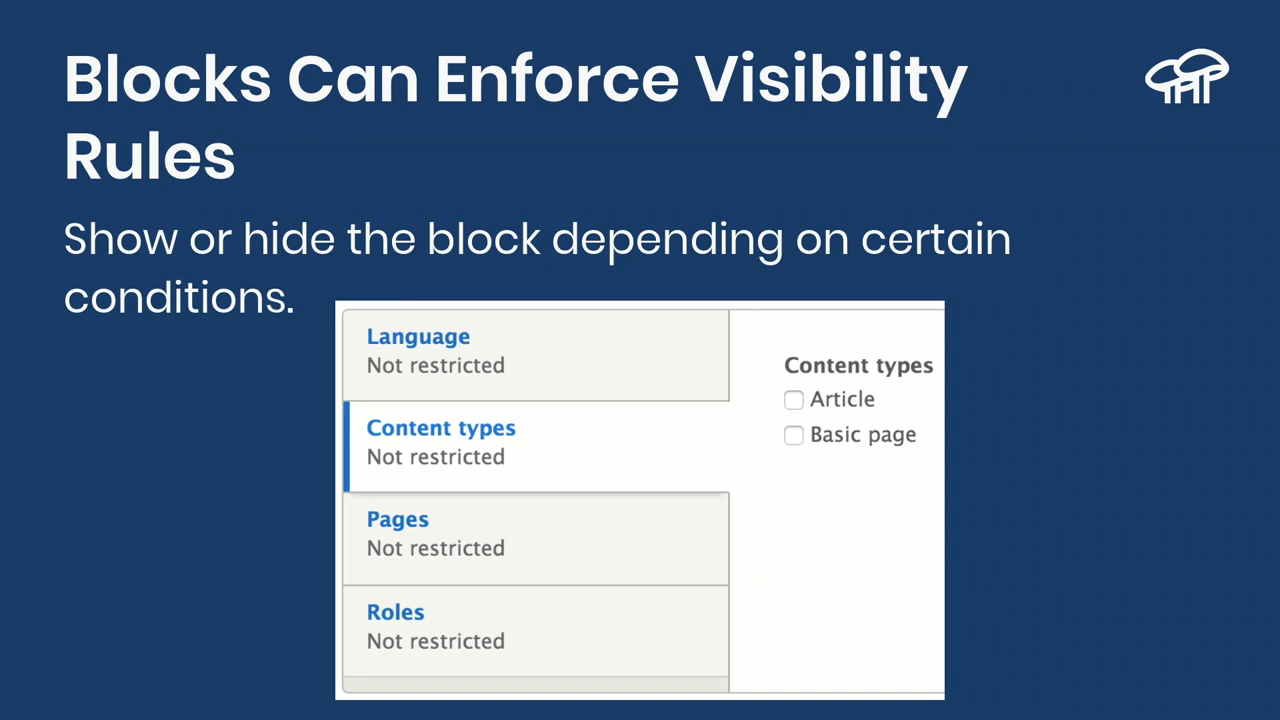 Blocks Can Enforce Visibility
Rules
Show or hide the block depending on certain
conditions.
Language
Not restricted
Content types
Not restricted
Pages
Not restricted
Roles
Not restricted
Content types
Article
Basic page